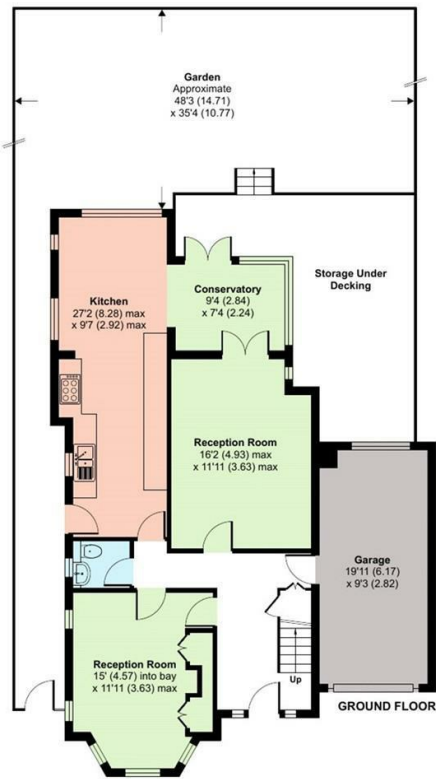 Garden
Approximate
48'3 (14.71)
x 35'4 (10.77)
Kitchen
27'2 (8.28) max
x 9'7 (2.92) max
Conservatory
9'4 (2.84)
x 7'4 (2.24)
Storage Under
Decking
Reception Room
16'2 (4.93) max
x 11'11 (3.63) max
Garage
19'11 (6.17)
x 9'3 (2.82)
Reception Room
15' (4.57) into bay
x 11'11 (3.63) max
Up
GROUND FLOOR